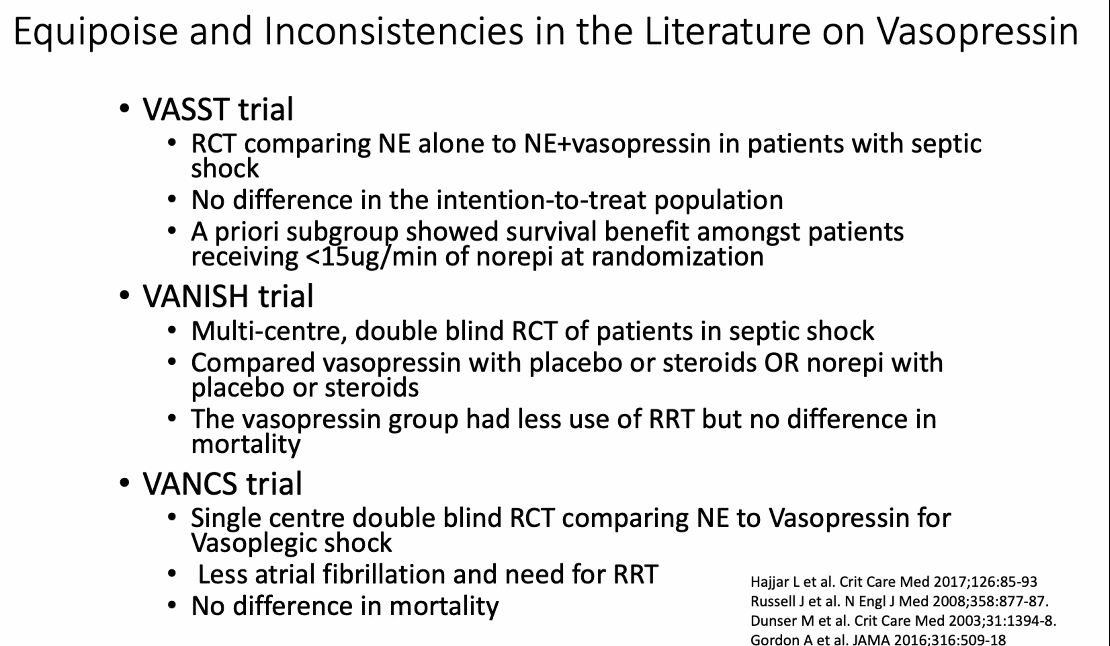 Equipoise and Inconsistencies in the Literature on Vasopressin
• VASST trial
• RCT comparing NE alone to NE+vasopressin in patients with septic
shock
• No difference in the intention-to-treat population
• A priori subgroup showed survival benefit amongst patients
receiving <15ug/min of norepi at randomization
• VANISH trial
• Multi-centre, double blind RCT of patients in septic shock
• Compared vasopressin with placebo or steroids OR norepi with
placebo or steroids
• The vasopressin group had less use of RRT but no difference in
mortality
• VANCS trial
• Single centre double blind RCT comparing NE to Vasopressin for
Vasoplegic shock
• Less atrial fibrillation and need for RRT
• No difference in mortality
Hajjar L et al. Crit Care Med 2017;126:85-93
Russell J et al. N Engl J Med 2008;358:877-87.
Dunser M et al. Crit Care Med 2003;31:1394-8.
Gordon A et al. JAMA 2016;316:509-18